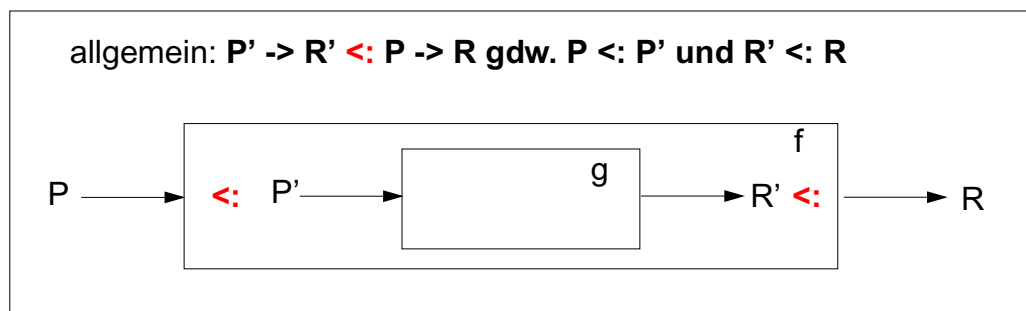 allgemein: P’ -> R’ <: P -> R gdw. P <: P’ und R’ <: R
f
g
P <: P’ R’ <: R